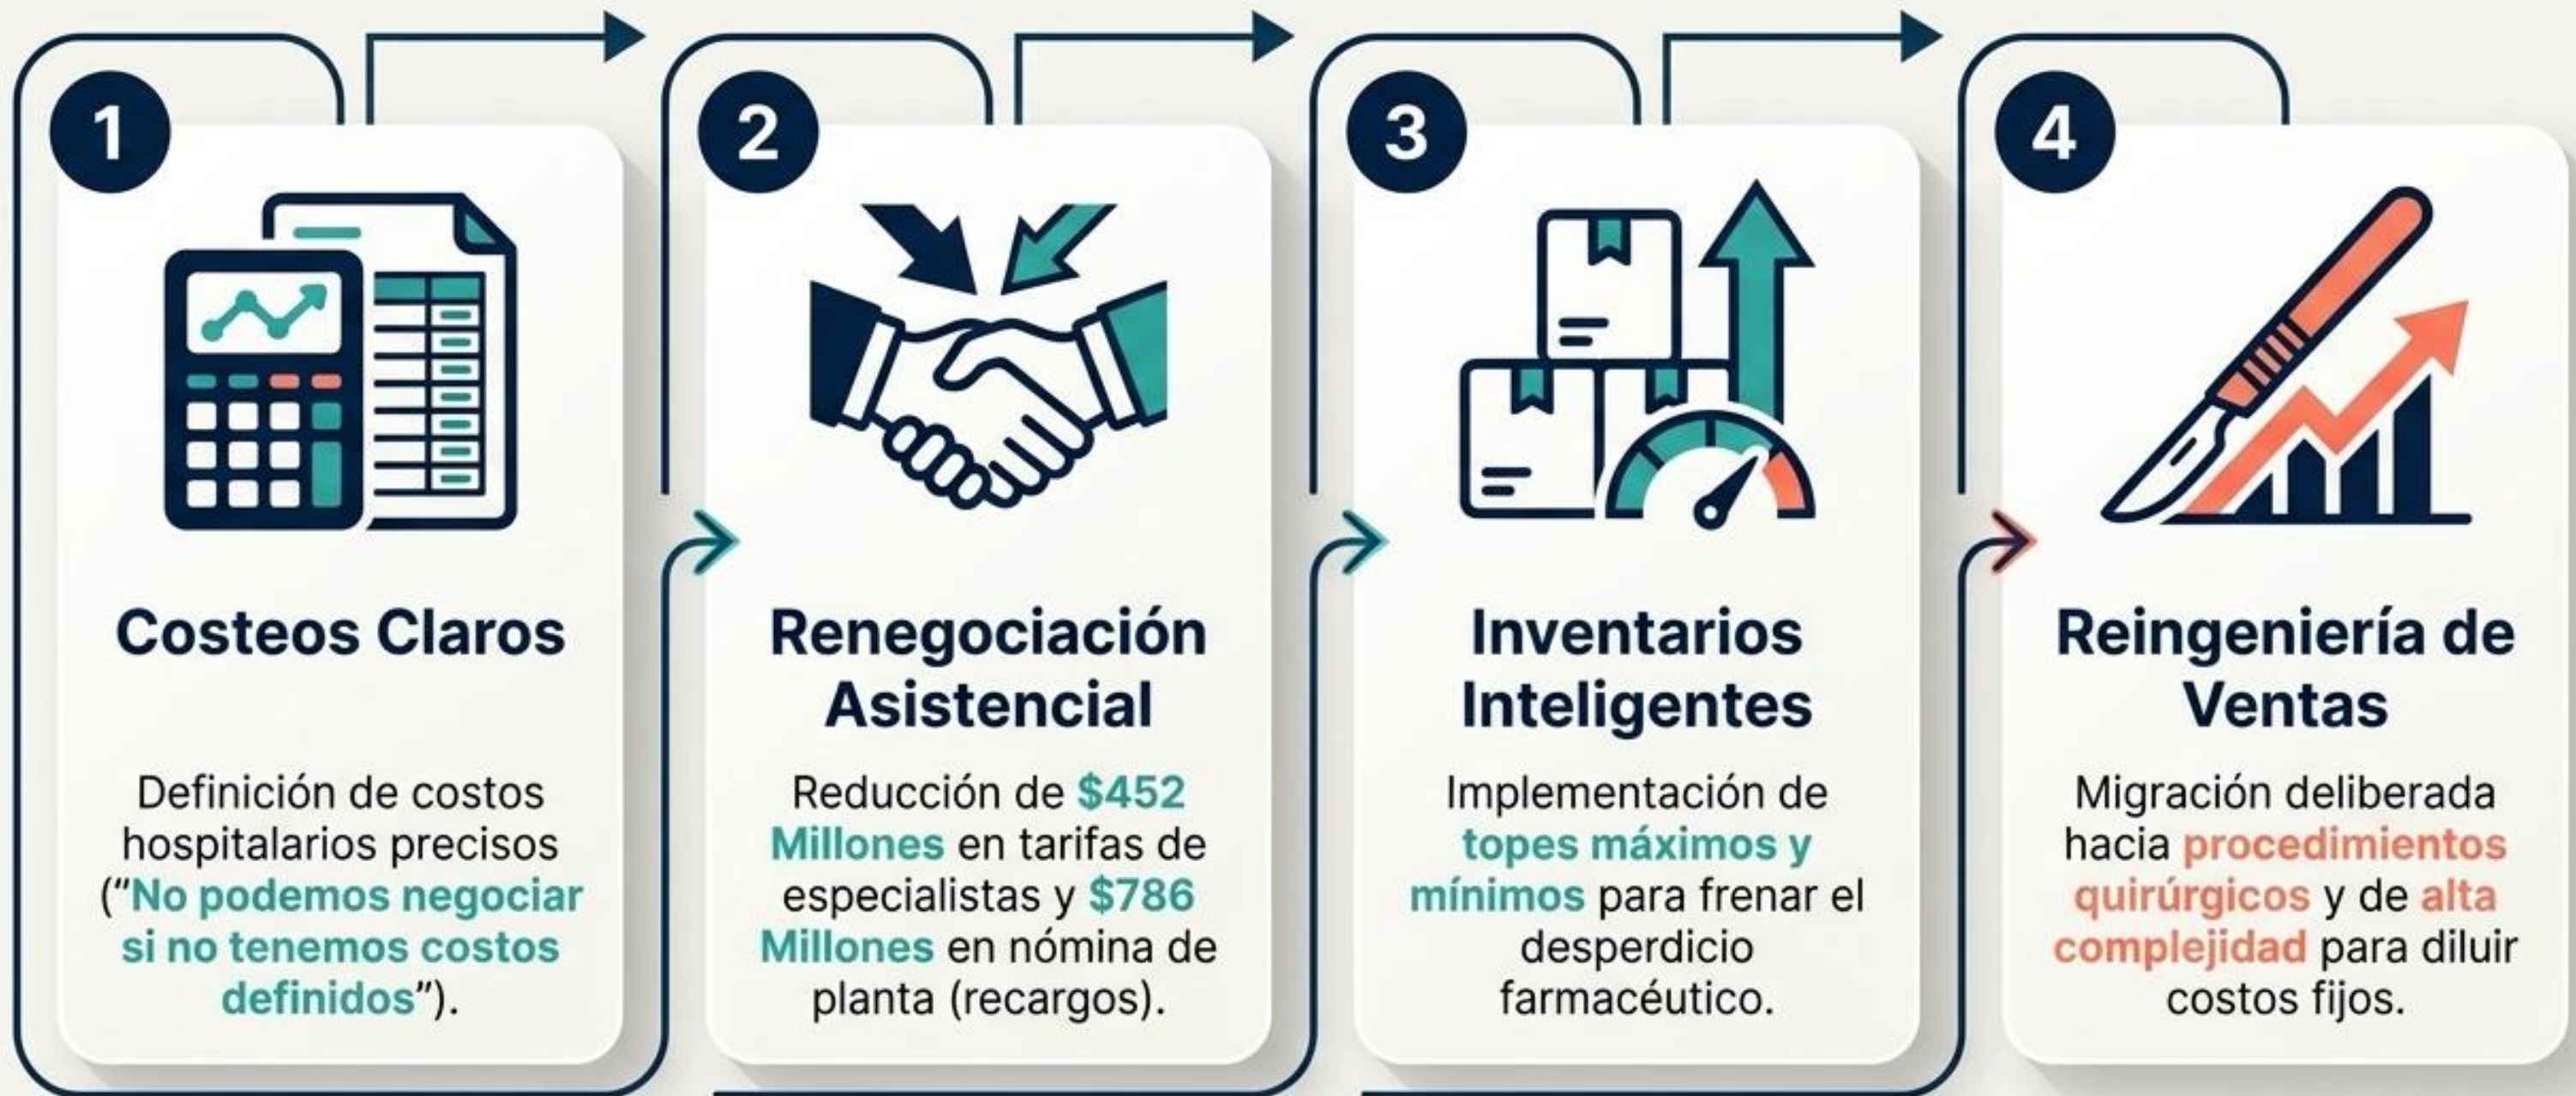 1
Costeos Claros
Definición de costos
hospitalarios precisos
("No podemos negociar
si no tenemos costos
definidos").
2
Renegociación
Asistencial
Reducción de $452
Millones en tarifas de
especialistas y $786
Millones en nómina de
planta (recargos).
3
Inventarios
Inteligentes
Implementación de
topes máximos y
mínimos para frenar el
desperdicio
farmacéutico.
4
Reingeniería de
Ventas
Migración deliberada
hacia procedimientos
quirúrgicos y de alta
complejidad para diluir
costos fijos.